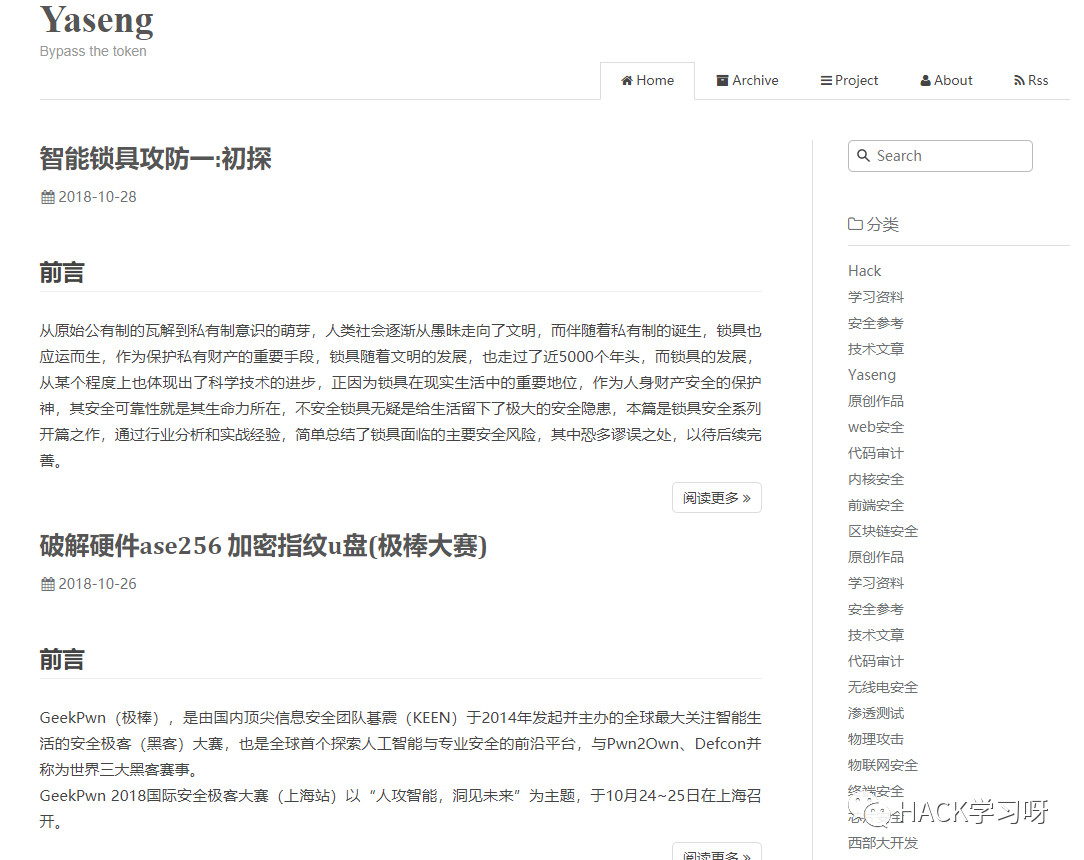 Yaseng
Bypass the token
Home
Archive
Project
About
Rss
智能锁具攻防一:初探
2018-10-28
前言
从原始公有制的瓦解到私有制意识的萌芽，人类社会逐渐从愚昧走向了文明，而伴随着私有制的诞生，锁具也
应运而生，作为保护私有财产的重要手段，锁具随着文明的发展，也走过了近5000个年头，而锁具的发展，
从某个程度上也体现出了科学技术的进步，正因为锁具在现实生活中的重要地位，作为人身财产安全的保护
神，其安全可靠性就是其生命力所在，不安全锁具无疑是给生活留下了极大的安全隐患，本篇是锁具安全系列
开篇之作，通过行业分析和实战经验，简单总结了锁具面临的主要安全风险，其中恐多谬误之处，以待后续完
善。
阅读更多 »
破解硬件ase256 加密指纹u盘(极棒大赛)
2018-10-26
前言
GeekPwn（极棒），是由国内顶尖信息安全团队碁震（KEEN）于2014年发起并主办的全球最大关注智能生
活的安全极客（黑客）大赛，也是全球首个探索人工智能与专业安全的前沿平台，与Pwn2Own、Defcon并
称为世界三大黑客赛事。
GeekPwn 2018国际安全极客大赛（上海站）以“人攻智能，洞见未来”为主题，于10月24~25日在上海召
开。
阅读更多 »
Search
分类
Hack
学习资料
安全参考
技术文章
Yaseng
原创作品
web安全
代码审计
内核安全
前端安全
区块链安全
原创作品
学习资料
安全参考
技术文章
代码审计
无线电安全
渗透测试
物理攻击
物联网安全
终端安全
HACK学习呀
西部大开发